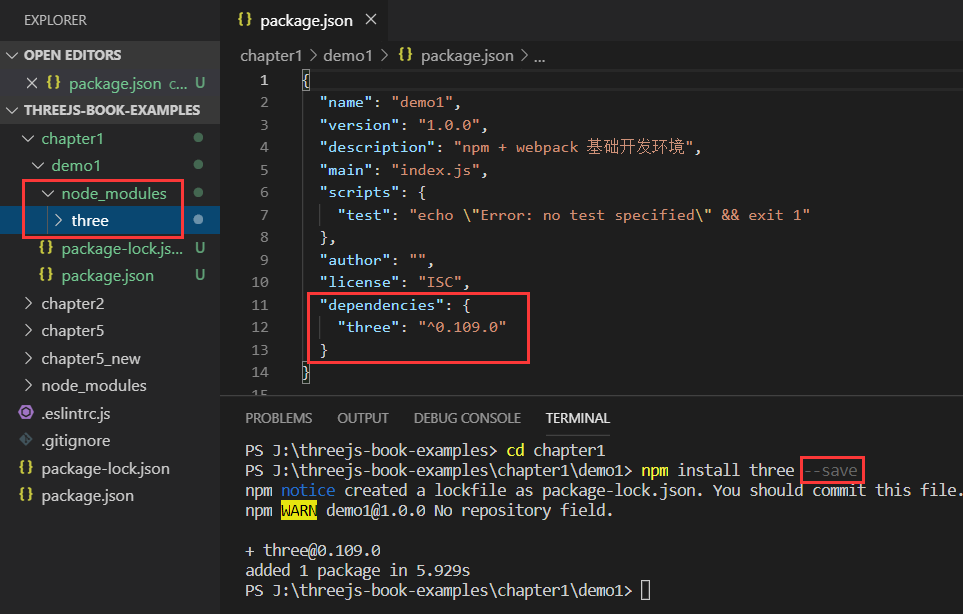 EXPLORER
OPEN EDITORS
package.json c... U
THREEJS-BOOK-EXAMPLES
chapter1
demo1
node_modules
three
package-lock.js... U
package.json U
chapter2
chapter5
chapter5_new
node_modules
.eslintrc.js
.gitignore
package-lock.json
package.json
package.json
chapter1 > demo1 > {} package.json > ...
1 {
2 "name": "demo1",
3 "version": "1.0.0",
4 "description": "npm + webpack 基础开发环境",
5 "main": "index.js",
6 "scripts": {
7 "test": "echo \"Error: no test specified\" && exit 1"
8 },
9 "author": "",
10 "license": "ISC",
11 "dependencies": {
12 "three": "^0.109.0"
13 }
14 }
15
PROBLEMS OUTPUT DEBUG CONSOLE TERMINAL
PS J:\threejs-book-examples> cd chapter1
PS J:\threejs-book-examples\chapter1\demo1> npm install three --save
npm notice created a lockfile as package-lock.json. You should commit this file.
npm WARN demo1@1.0.0 No repository field.
+ three@0.109.0
added 1 package in 5.929s
PS J:\threejs-book-examples\chapter1\demo1>